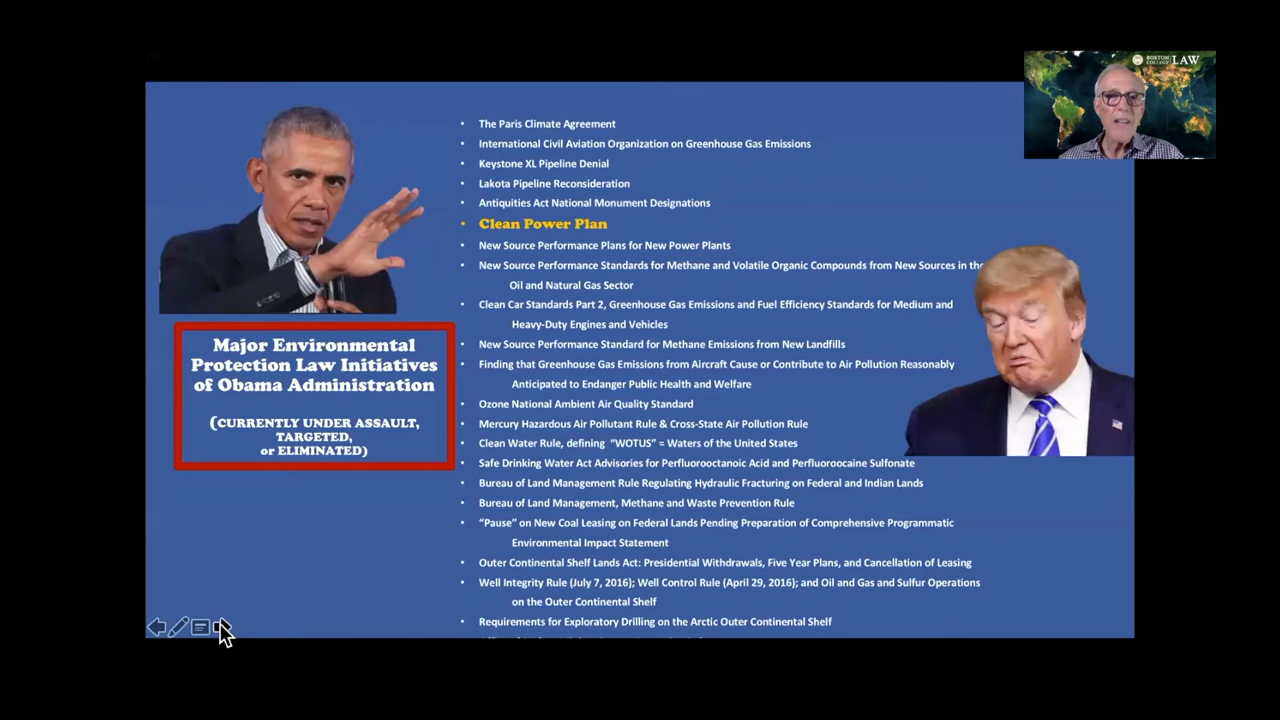 BOSTON COLLEGE LAW
The Paris Climate Agreement
International Civil Aviation Organization on Greenhouse Gas Emissions
Keystone XL Pipeline Denial
Lakota Pipeline Reconsideration
Antiquities Act National Monument Designations
Clean Power Plan
New Source Performance Plans for New Power Plants
New Source Performance Standards for Methane and Volatile Organic Compounds from New Sources in the
Oil and Natural Gas Sector
Clean Car Standards Part 2, Greenhouse Gas Emissions and Fuel Efficiency Standards for Medium and
Heavy-Duty Engines and Vehicles
New Source Performance Standard for Methane Emissions from New Landfills
Finding that Greenhouse Gas Emissions from Aircraft Cause or Contribute to Air Pollution Reasonably
Anticipated to Endanger Public Health and Welfare
Ozone National Ambient Air Quality Standard
Mercury Hazardous Air Pollutant Rule & Cross-State Air Pollution Rule
Clean Water Rule, defining “WOTUS” = Waters of the United States
Safe Drinking Water Act Advisories for Perfluorooctanoic Acid and Perfluoroocaine Sulfonate
Bureau of Land Management Rule Regulating Hydraulic Fracturing on Federal and Indian Lands
Bureau of Land Management, Methane and Waste Prevention Rule
“Pause” on New Coal Leasing on Federal Lands Pending Preparation of Comprehensive Programmatic
Environmental Impact Statement
Outer Continental Shelf Lands Act: Presidential Withdrawals, Five Year Plans, and Cancellation of Leasing
Well Integrity Rule (July 7, 2016); Well Control Rule (April 29, 2016); and Oil and Gas and Sulfur Operations
on the Outer Continental Shelf
Requirements for Exploratory Drilling on the Arctic Outer Continental Shelf
Major Environmental
Protection Law Initiatives
of Obama Administration
(CURRENTLY UNDER ASSAULT,
TARGETED,
or ELIMINATED)